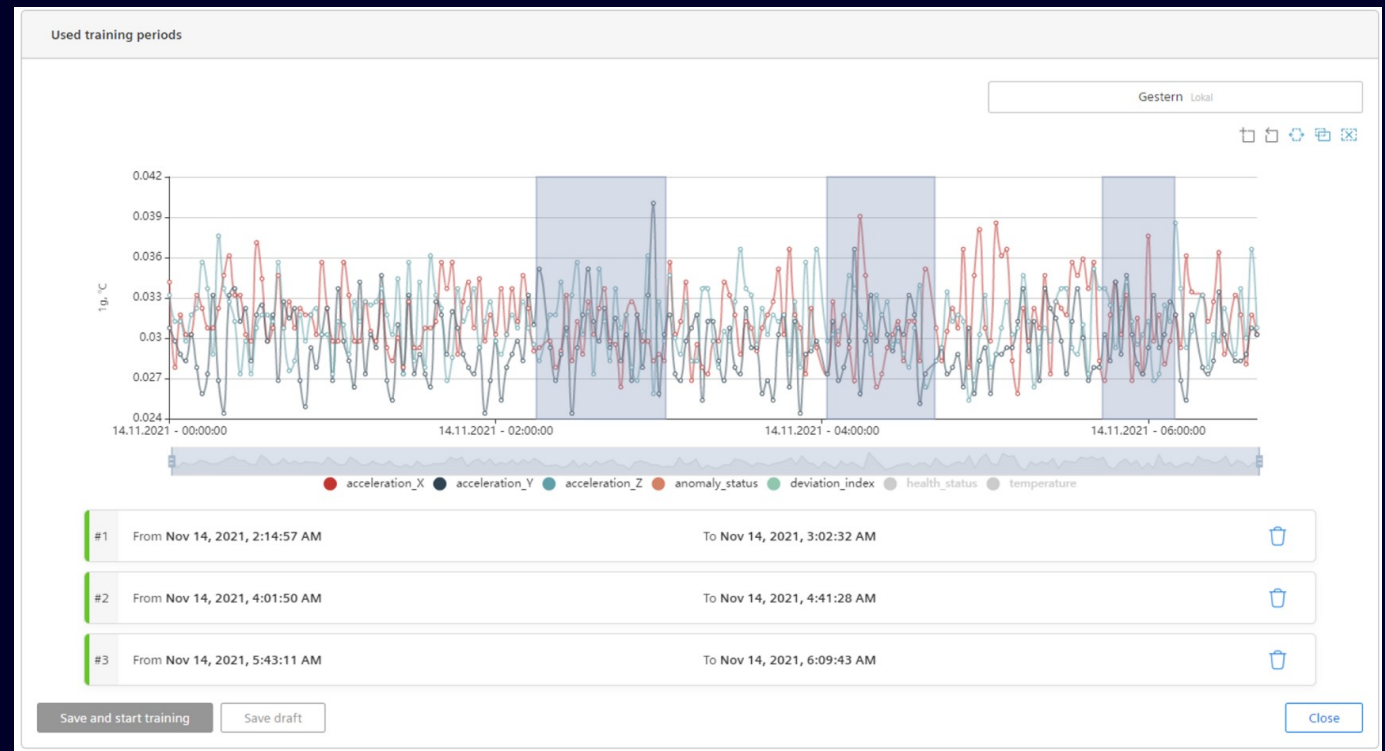 Used training periods
Gestern Lokal
1g, °C
0.042
0.039
0.036
0.033
0.03
0.027
0.024
14.11.2021 - 00:00:00 14.11.2021 - 02:00:00 14.11.2021 - 04:00:00 14.11.2021 - 06:00:00
acceleration_X acceleration_Y acceleration_Z anomaly_status deviation_index health_status temperature
#1 From Nov 14, 2021, 2:14:57 AM To Nov 14, 2021, 3:02:32 AM
#2 From Nov 14, 2021, 4:01:50 AM To Nov 14, 2021, 4:41:28 AM
#3 From Nov 14, 2021, 5:43:11 AM To Nov 14, 2021, 6:09:43 AM
Save and start training Save draft Close